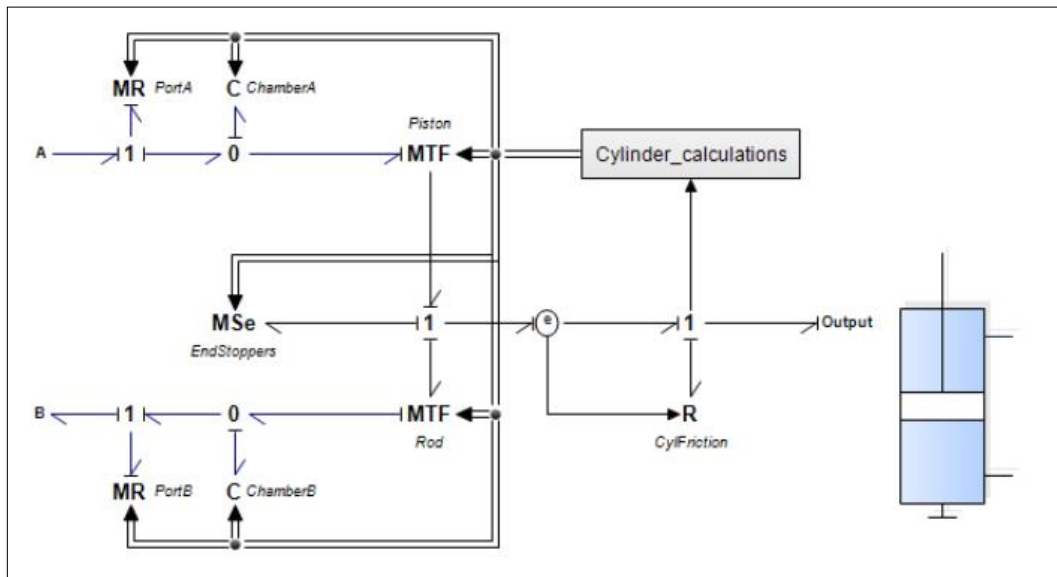 MR PortA C ChamberA
Piston
A 1 0 MTF Cylinder_calculations
MSe 1 e 1 Output
EndStoppers
B 1 0 MTF R
Rod CylFriction
MR PortB C ChamberB